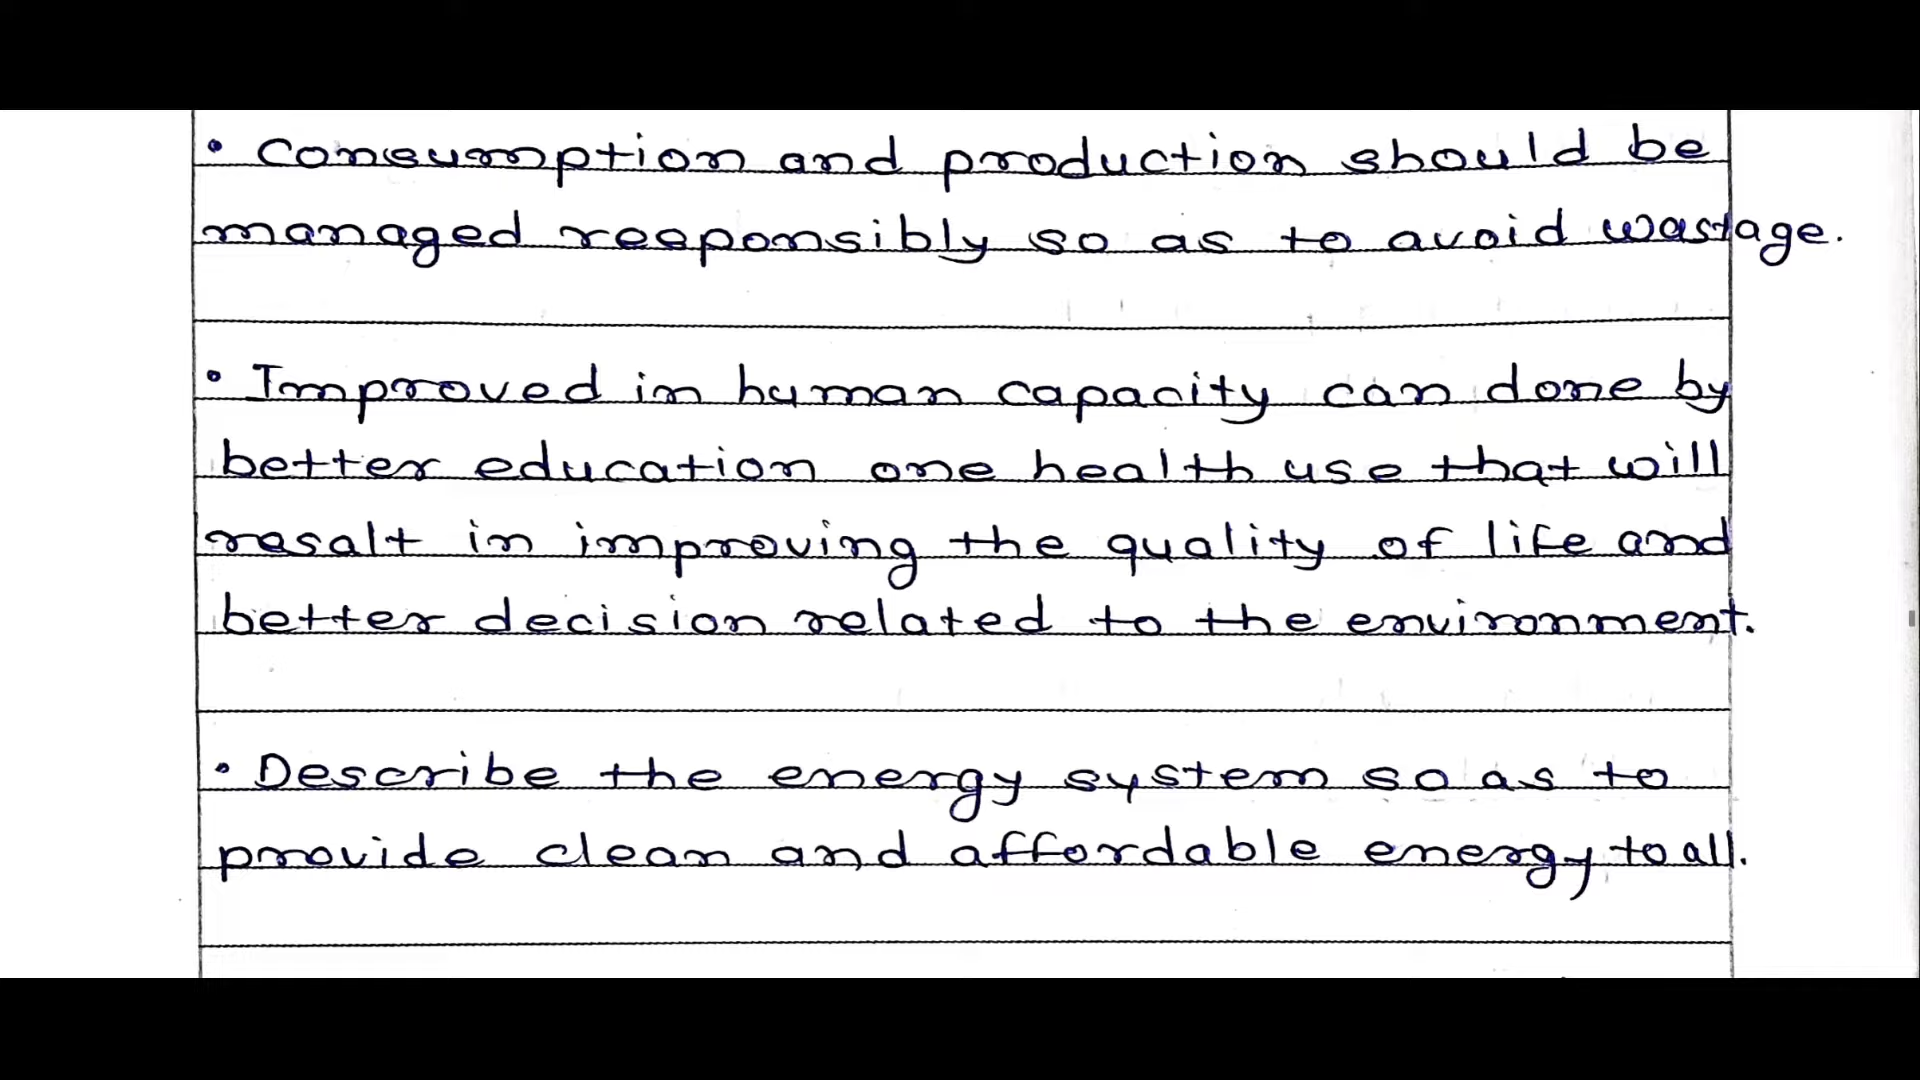 • Consumption and production should be
managed responsibly so as to avoid wastage.
• Improved in human capacity can done by
better education one health use that will
resalt in improving the quality of life and
better decision related to the environment.
• Describe the energy system so as to
provide clean and affordable energy to all.